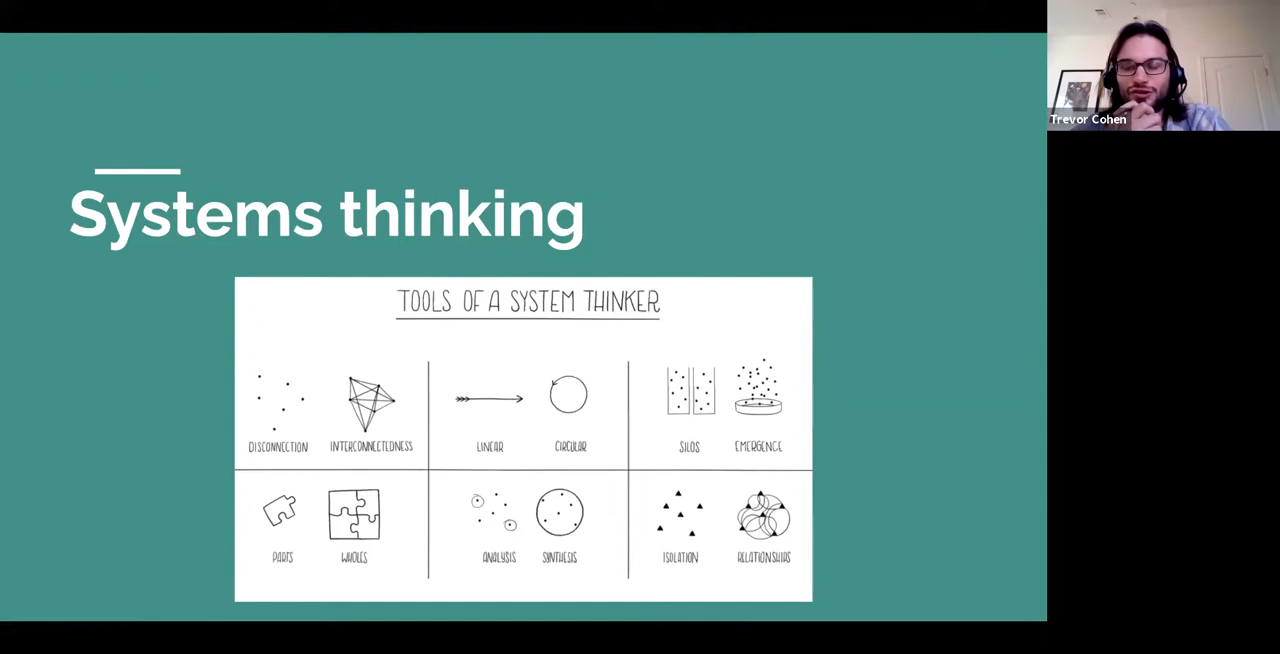 Systems thinking
TOOLS OF A SYSTEM THINKER
DISCONNECTION INTERCONNECTEDNESS
LINEAR CIRCULAR
SILOS EMERGENCE
PARTS WHOLES
ANALYSIS SYNTHESIS
ISOLATION RELATIONSHIPS
Trevor Cohen